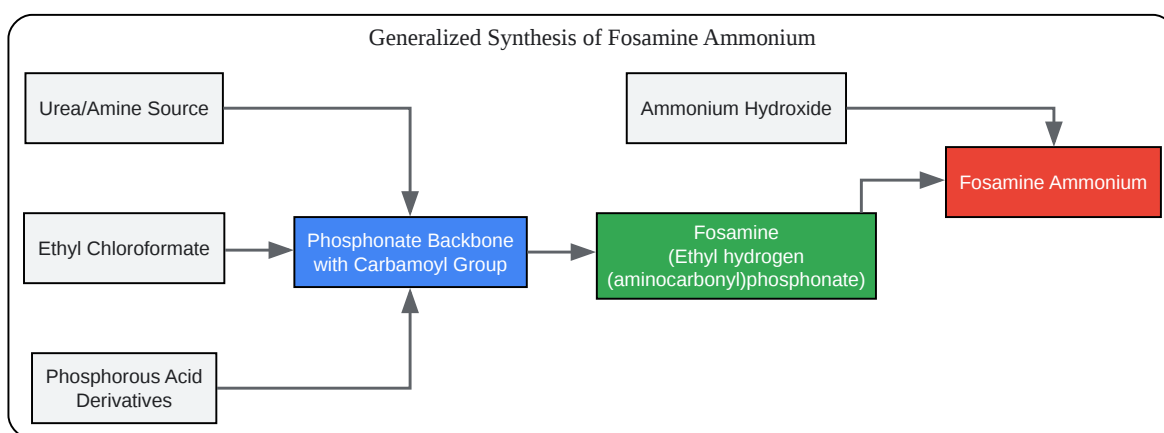 Generalized Synthesis of Fosamine Ammonium
Urea/Amine Source
Ammonium Hydroxide
Fosamine Ammonium
Ethyl Chloroformate
Phosphonate Backbone
with Carbamoyl Group
Fosamine
(Ethyl hydrogen
(aminocarbonyl)phosphonate)
Phosphorous Acid
Derivatives